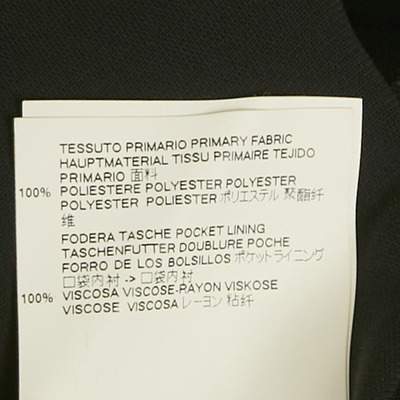 TESSUTO PRIMARIO PRIMARY FABRIC
HAUPTMATERIAL TISSU PRIMAIRE TEJIDO
PRIMARIO 面料
100% POLIESTERE POLYESTER POLYESTER
POLYESTER POLIESTER ポリエステル 聚酯纤
维
FODERA TASCHE POCKET LINING
TASCHENFUTTER DOUBLURE POCHE
FORRO DE LOS BOLSILLOS ポケットライニング
口袋内衬 -> 口袋内衬
100% VISCOSA VISCOSE-RAYON VISKOSE
VISCOSE VISCOSA レーヨン 粘纤